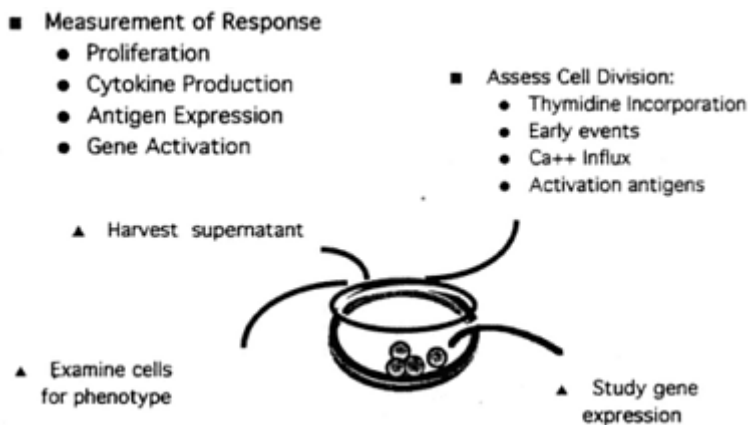 ■ Measurement of Response
● Proliferation
● Cytokine Production
● Antigen Expression
● Gene Activation
■ Assess Cell Division:
● Thymidine Incorporation
● Early events
● Ca++ Influx
● Activation antigens
▲ Harvest supernatant
▲ Examine cells
for phenotype
▲ Study gene
expression